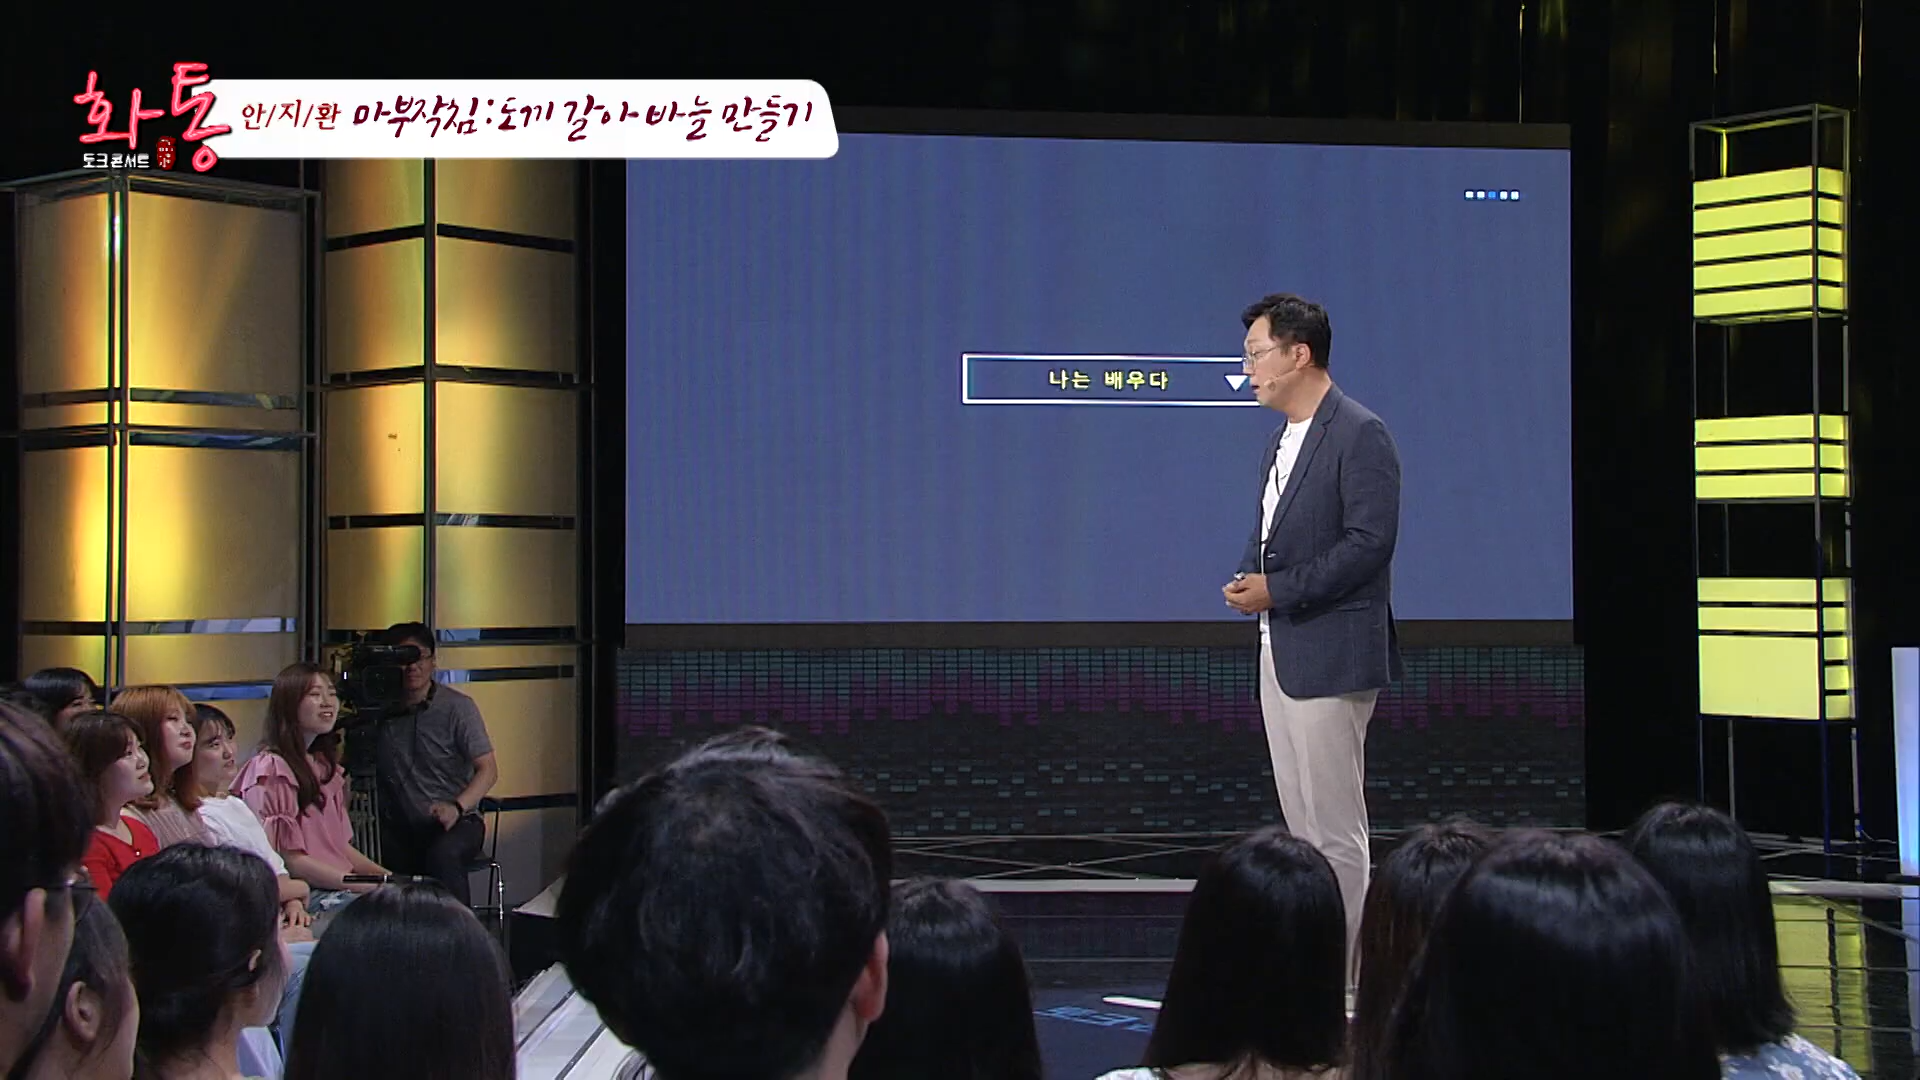 화통
토크콘서트
안/지/환 마부작침:도끼 갈아 바늘 만들기
나는 배우다